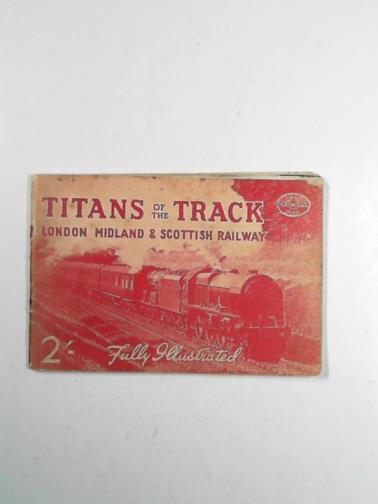 TITANS OF THE TRACK
LONDON MIDLAND & SCOTTISH RAILWAY
2/-
Fully Illustrated